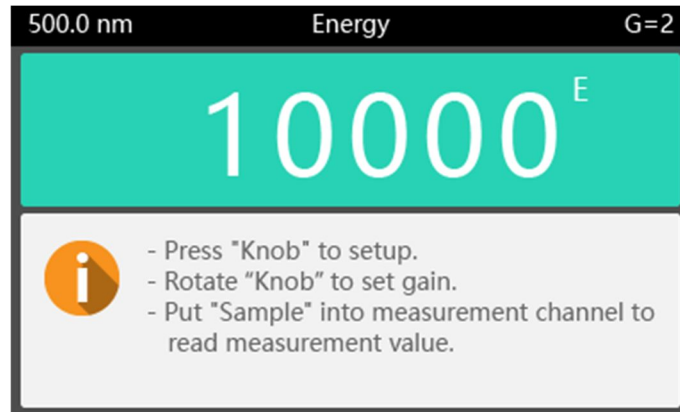 500.0 nm Energy G=2
10000 E
- Press "Knob" to setup.
- Rotate “Knob” to set gain.
- Put "Sample" into measurement channel to
read measurement value.